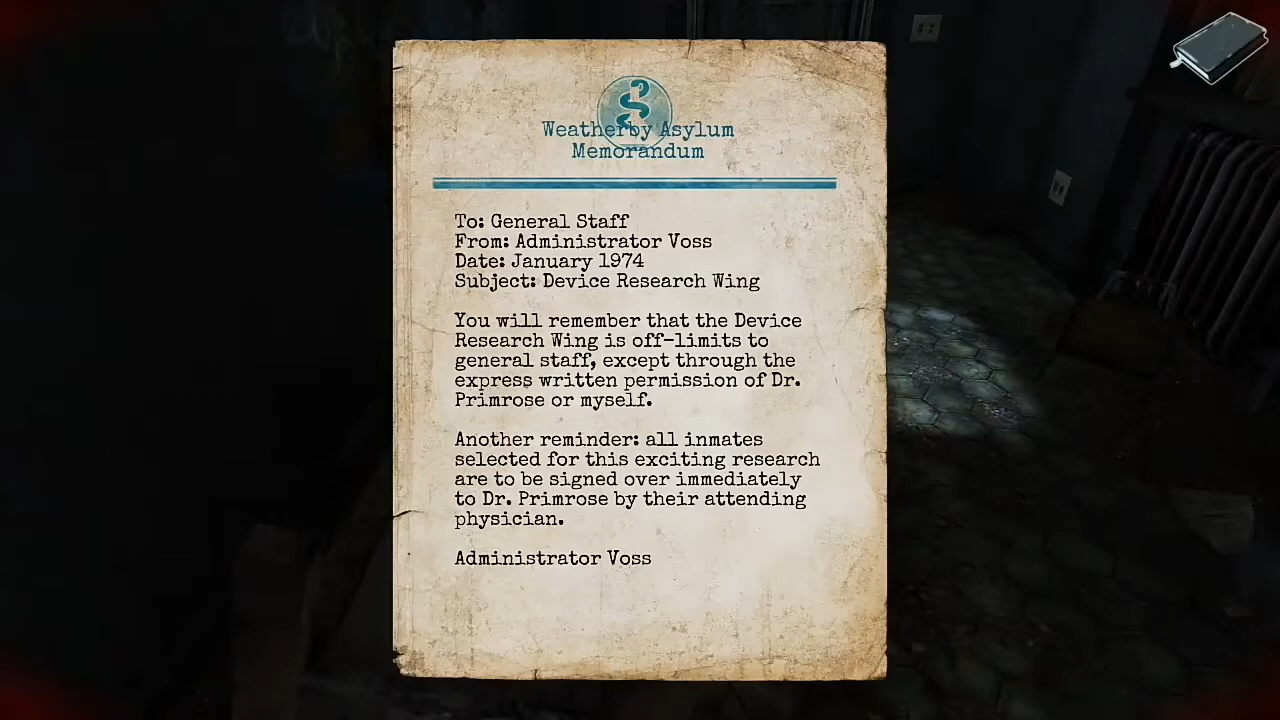 Weatherby Asylum
Memorandum
To: General Staff
From: Administrator Voss
Date: January 1974
Subject: Device Research Wing
You will remember that the Device
Research Wing is off-limits to
general staff, except through the
express written permission of Dr.
Primrose or myself.
Another reminder: all inmates
selected for this exciting research
are to be signed over immediately
to Dr. Primrose by their attending
physician.
Administrator Voss